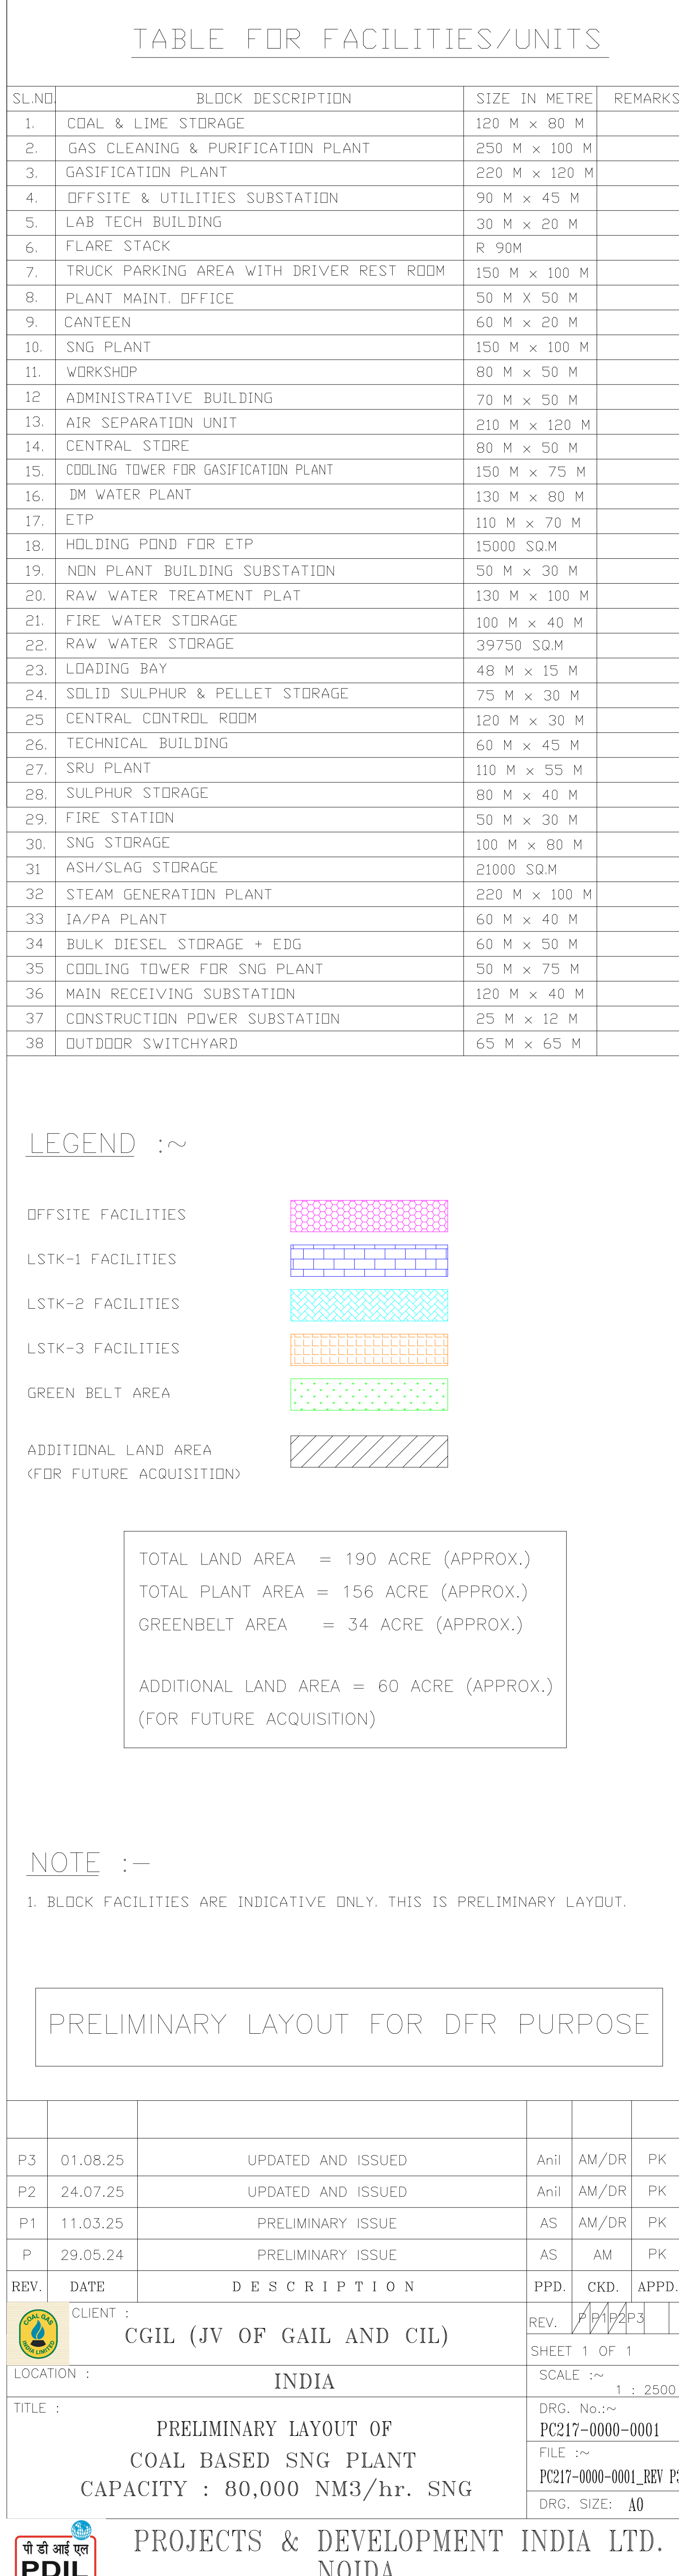 TABLE FOR FACILITIES/UNITS
SL.NO. BLOCK DESCRIPTION SIZE IN METRE REMARKS
1. COAL & LIME STORAGE 120 M x 80 M
2. GAS CLEANING & PURIFICATION PLANT 250 M x 100 M
3. GASIFICATION PLANT 220 M x 120 M
4. OFFSITE & UTILITIES SUBSTATION 90 M x 45 M
5. LAB TECH BUILDING 30 M x 20 M
6. FLARE STACK R 90M
7. TRUCK PARKING AREA WITH DRIVER REST ROOM 150 M x 100 M
8. PLANT MAINT. OFFICE 50 M X 50 M
9. CANTEEN 60 M x 20 M
10. SNG PLANT 150 M x 100 M
11. WORKSHOP 80 M x 50 M
12 ADMINISTRATIVE BUILDING 70 M x 50 M
13. AIR SEPARATION UNIT 210 M x 120 M
14. CENTRAL STORE 80 M x 50 M
15. COOLING TOWER FOR GASIFICATION PLANT 150 M x 75 M
16. DM WATER PLANT 130 M x 80 M
17. ETP 110 M x 70 M
18. HOLDING POND FOR ETP 15000 SQ.M
19. NON PLANT BUILDING SUBSTATION 50 M x 30 M
20. RAW WATER TREATMENT PLAT 130 M x 100 M
21. FIRE WATER STORAGE 100 M x 40 M
22. RAW WATER STORAGE 39750 SQ.M
23. LOADING BAY 48 M x 15 M
24. SOLID SULPHUR & PELLET STORAGE 75 M x 30 M
25 CENTRAL CONTROL ROOM 120 M x 30 M
26. TECHNICAL BUILDING 60 M x 45 M
27. SRU PLANT 110 M x 55 M
28. SULPHUR STORAGE 80 M x 40 M
29. FIRE STATION 50 M x 30 M
30. SNG STORAGE 100 M x 80 M
31 ASH/SLAG STORAGE 21000 SQ.M
32 STEAM GENERATION PLANT 220 M x 100 M
33 IA/PA PLANT 60 M x 40 M
34 BULK DIESEL STORAGE + EDG 60 M x 50 M
35 COOLING TOWER FOR SNG PLANT 50 M x 75 M
36 MAIN RECEIVING SUBSTATION 120 M x 40 M
37 CONSTRUCTION POWER SUBSTATION 25 M x 12 M
38 OUTDOOR SWITCHYARD 65 M x 65 M
LEGEND :~
OFFSITE FACILITIES
LSTK-1 FACILITIES
LSTK-2 FACILITIES
LSTK-3 FACILITIES
GREEN BELT AREA
ADDITIONAL LAND AREA
(FOR FUTURE ACQUISITION)
TOTAL LAND AREA = 190 ACRE (APPROX.)
TOTAL PLANT AREA = 156 ACRE (APPROX.)
GREENBELT AREA = 34 ACRE (APPROX.)
ADDITIONAL LAND AREA = 60 ACRE (APPROX.)
(FOR FUTURE ACQUISITION)
NOTE :-
1. BLOCK FACILITIES ARE INDICATIVE ONLY. THIS IS PRELIMINARY LAYOUT.
PRELIMINARY LAYOUT FOR DFR PURPOSE
P3 01.08.25 UPDATED AND ISSUED Anil AM/DR PK
P2 24.07.25 UPDATED AND ISSUED Anil AM/DR PK
P1 11.03.25 PRELIMINARY ISSUE AS AM/DR PK
P 29.05.24 PRELIMINARY ISSUE AS AM PK
REV. DATE DESCRIPTION PPD. CKD. APPD.
COAL GAS
INDIA LIMITED
CLIENT :
CGIL (JV OF GAIL AND CIL)
REV. P P1 P2 P3
SHEET 1 OF 1
LOCATION :
INDIA
SCALE :~
1 : 2500
TITLE :
PRELIMINARY LAYOUT OF
COAL BASED SNG PLANT
CAPACITY : 80,000 NM3/hr. SNG
DRG. No.:~
PC217-0000-0001
FILE :~
PC217-0000-0001_REV P3
DRG. SIZE: A0
पी डी आई एल
PDIL
PROJECTS & DEVELOPMENT INDIA LTD.
NOIDA